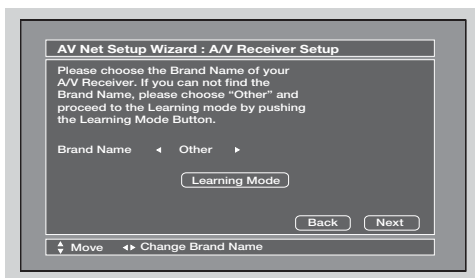 AV Net Setup Wizard : A/V Receiver Setup
Please choose the Brand Name of your
A/V Receiver. If you can not find the
Brand Name, please choose “Other” and
proceed to the Learning mode by pushing
the Learning Mode Button.
Brand Name ◂ Other ▸
Learning Mode
Back Next
Move ◂▸ Change Brand Name